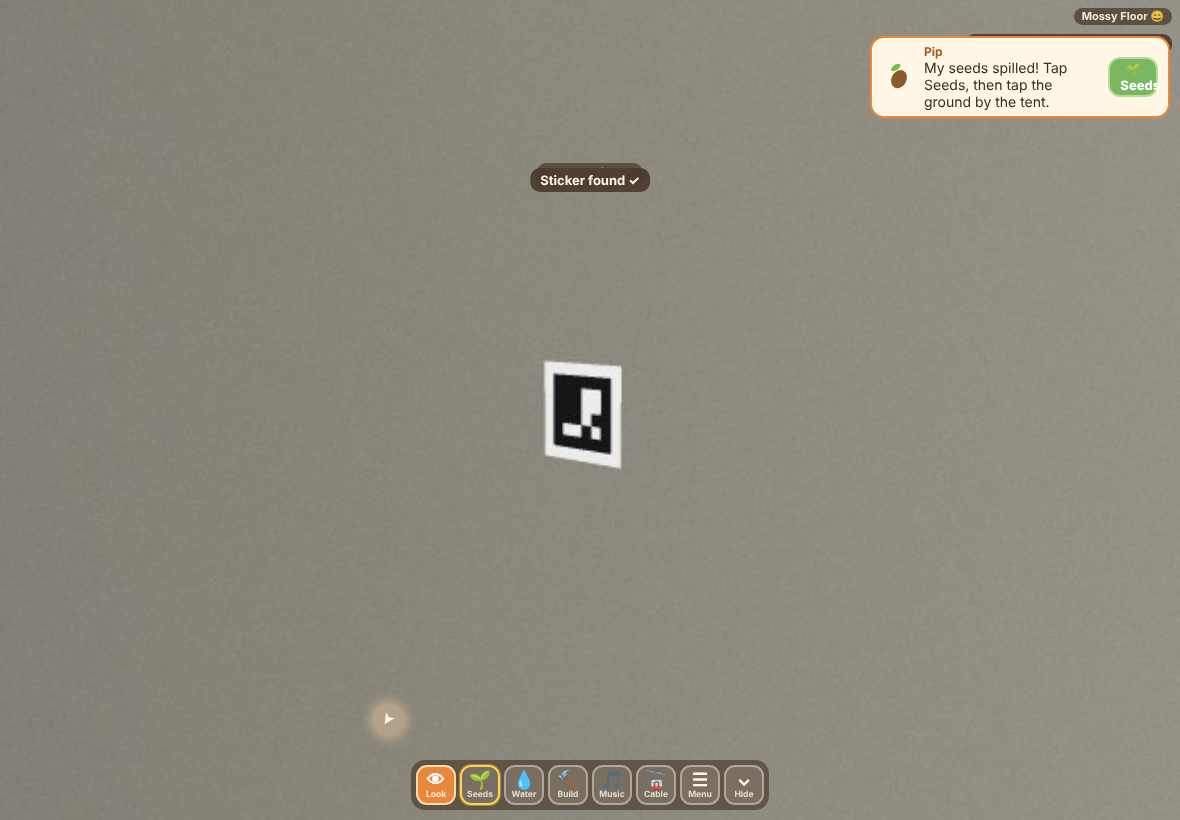 Mossy Floor 😄
Pip
My seeds spilled! Tap
Seeds, then tap the
ground by the tent.
Seeds
Sticker found ✓
Look
Seeds
Water
Build
Music
Cable
Menu
Hide